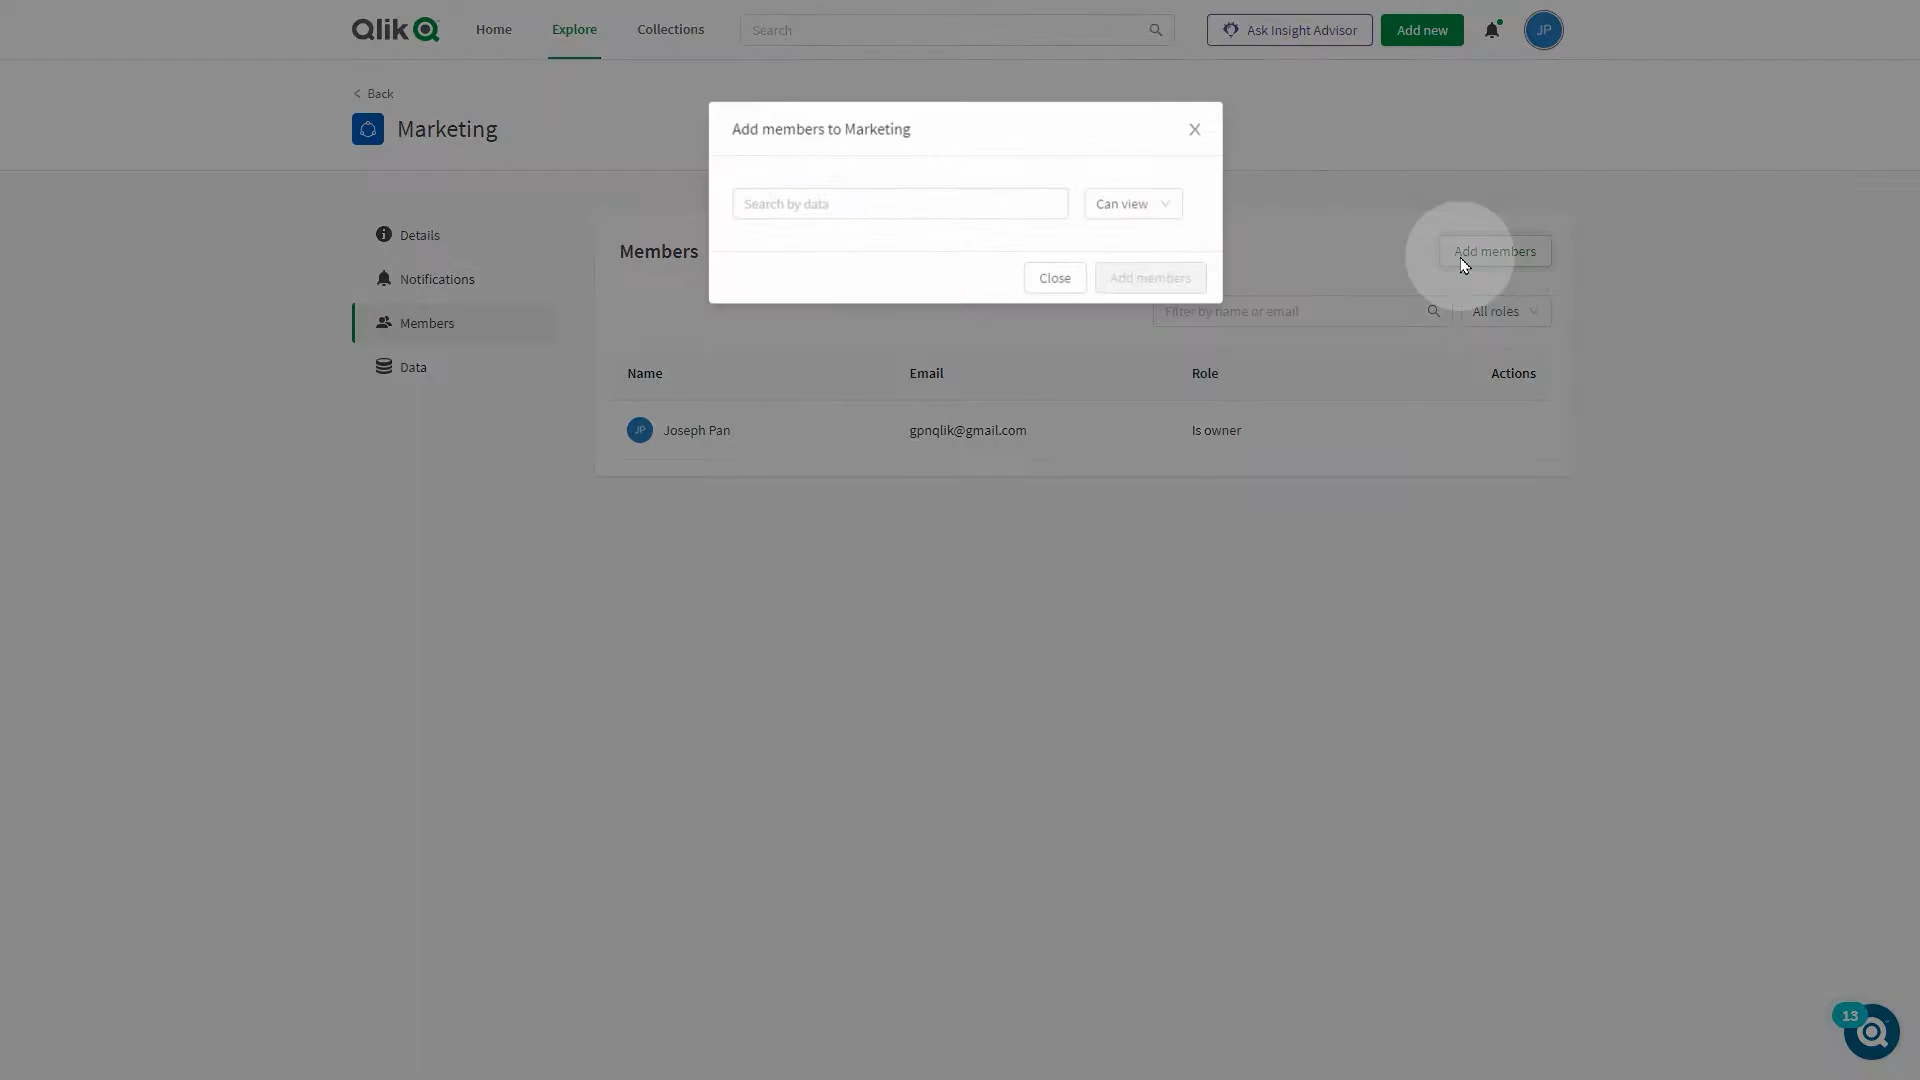 Qlik
Home
Explore
Collections
Search
Ask Insight Advisor
Add new
JP
< Back
Marketing
Add members to Marketing
Search by data
Can view
Close
Add members
Details
Notifications
Members
Data
Members
Add members
Filter by name or email
All roles
Name Email Role Actions
JP Joseph Pan gpnqlik@gmail.com Is owner
13